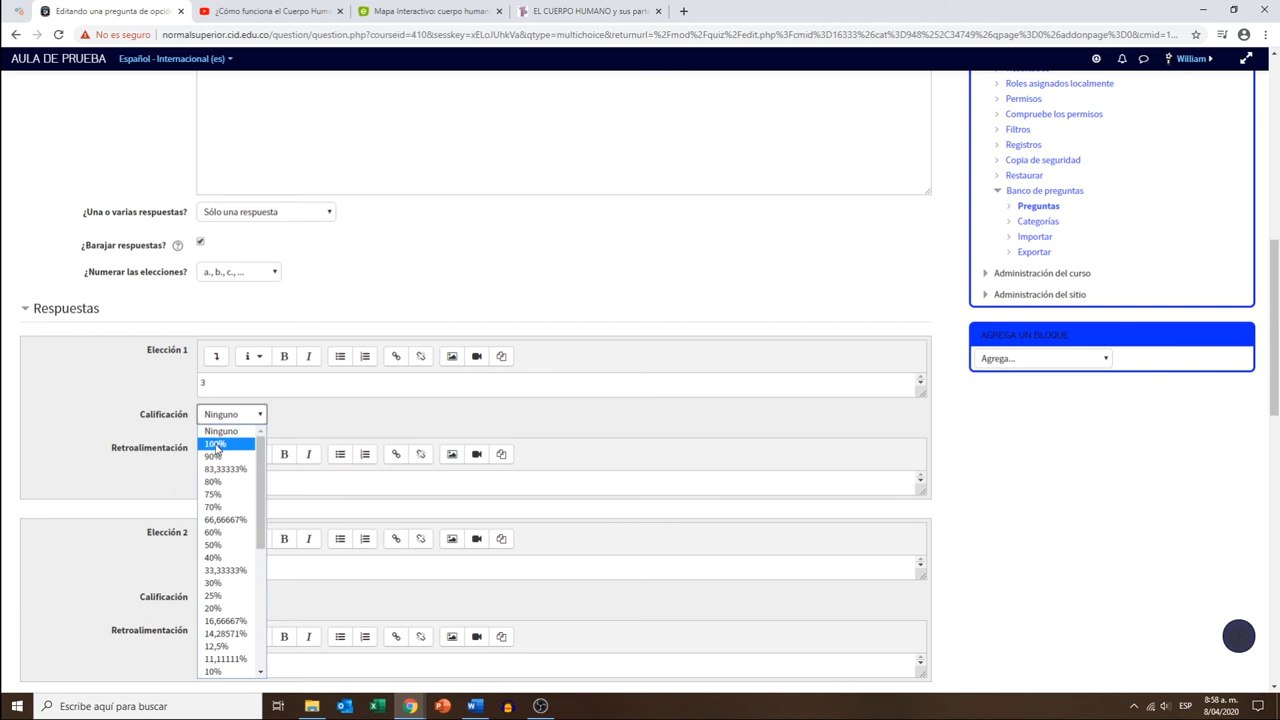 Editando una pregunta de opción
¿Cómo funciona el Cuerpo Huma
Mapa Interactivo: cuerpo human
EL CUERPO HUMANO y sus part
No es seguro
normalsuperior.cid.edu.co/question/question.php?courseid=410&sesskey=xELoJUhkVa&qtype=multichoice&returnurl=%2Fmod%2Fquiz%2Fedit.php%3Fcmid%3D16333%26cat%3D948%252C34749%26qpage%3D0%26addonpage%3D0&cmid=1...
AULA DE PRUEBA
Español - Internacional (es)
William
Roles asignados localmente
Permisos
Compruebe los permisos
Filtros
Registros
Copia de seguridad
Restaurar
Banco de preguntas
Preguntas
Categorías
Importar
Exportar
Administración del curso
Administración del sitio
AGREGA UN BLOQUE
Agrega...
¿Una o varias respuestas?
Sólo una respuesta
¿Barajar respuestas?
¿Numerar las elecciones?
a., b., c., ...
Respuestas
Elección 1
B I
3
Calificación
Ninguno
Ninguno
100%
90%
83,33333%
80%
75%
70%
66,66667%
60%
50%
40%
33,33333%
30%
25%
20%
16,66667%
14,28571%
12,5%
11,11111%
10%
Retroalimentación
B I
Elección 2
B I
Calificación
Retroalimentación
B I
Escribe aquí para buscar
ESP
8:58 a. m.
8/04/2020